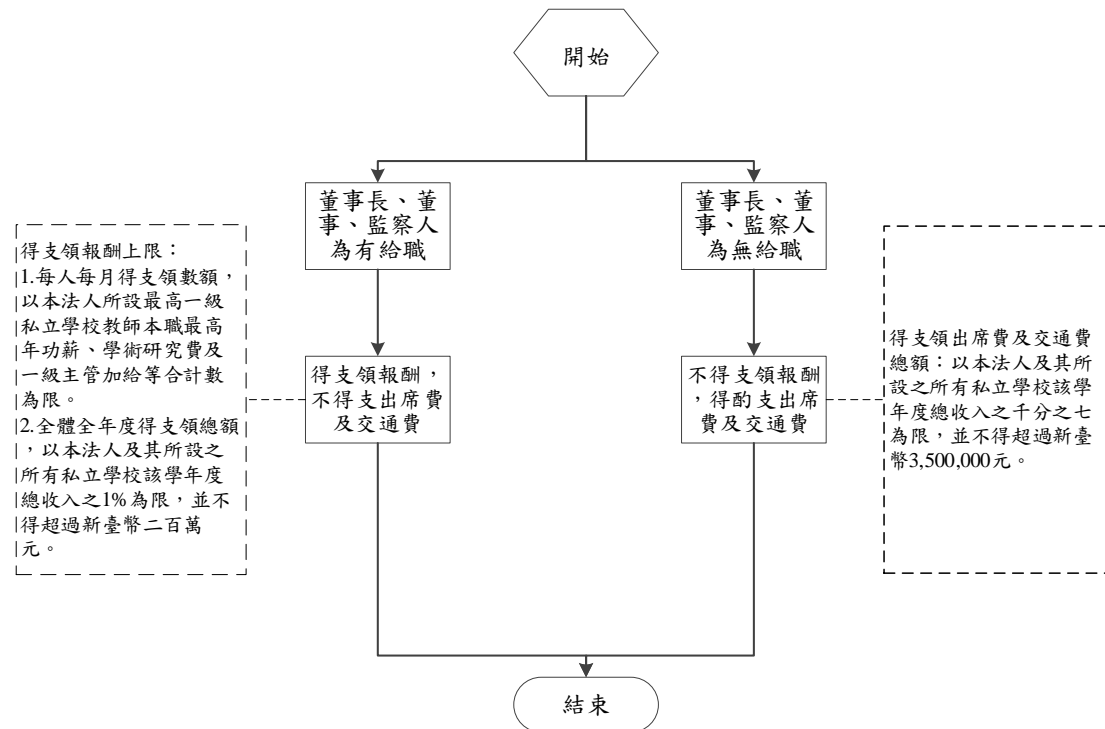 開始
董事長、董
事、監察人
為有給職
董事長、董
事、監察人
為無給職
得支領報酬上限：
1.每人每月得支領數額，
以本法人所設最高一級
私立學校教師本職最高
年功薪、學術研究費及
一級主管加給等合計數
為限。
2.全體全年度得支領總額
，以本法人及其所設之
所有私立學校該學年度
總收入之1%為限，並不
得超過新臺幣二百萬
元。
得支領報酬，
不得支出席費
及交通費
不得支領報酬
，得酌支出席
費及交通費
得支領出席費及交通費
總額：以本法人及其所
設之所有私立學校該學
年度總收入之千分之七
為限，並不得超過新臺
幣3,500,000元。
結束